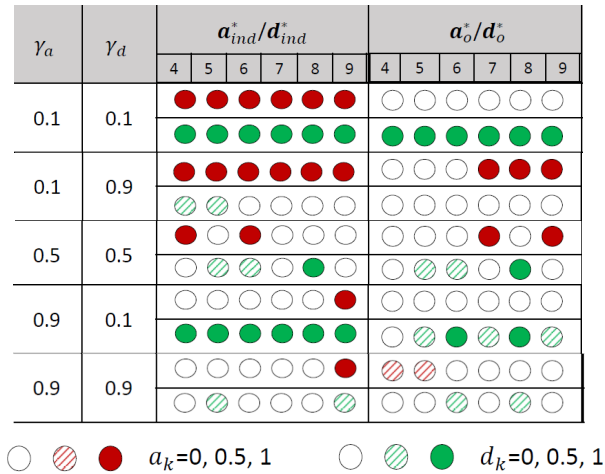 γₐ γ_d a*ᵢₙd/d*ᵢₙd a*ₒ/d*ₒ
4 5 6 7 8 9 4 5 6 7 8 9
0.1 0.1
0.1 0.9
0.5 0.5
0.9 0.1
0.9 0.9
aₖ=0, 0.5, 1 dₖ=0, 0.5, 1